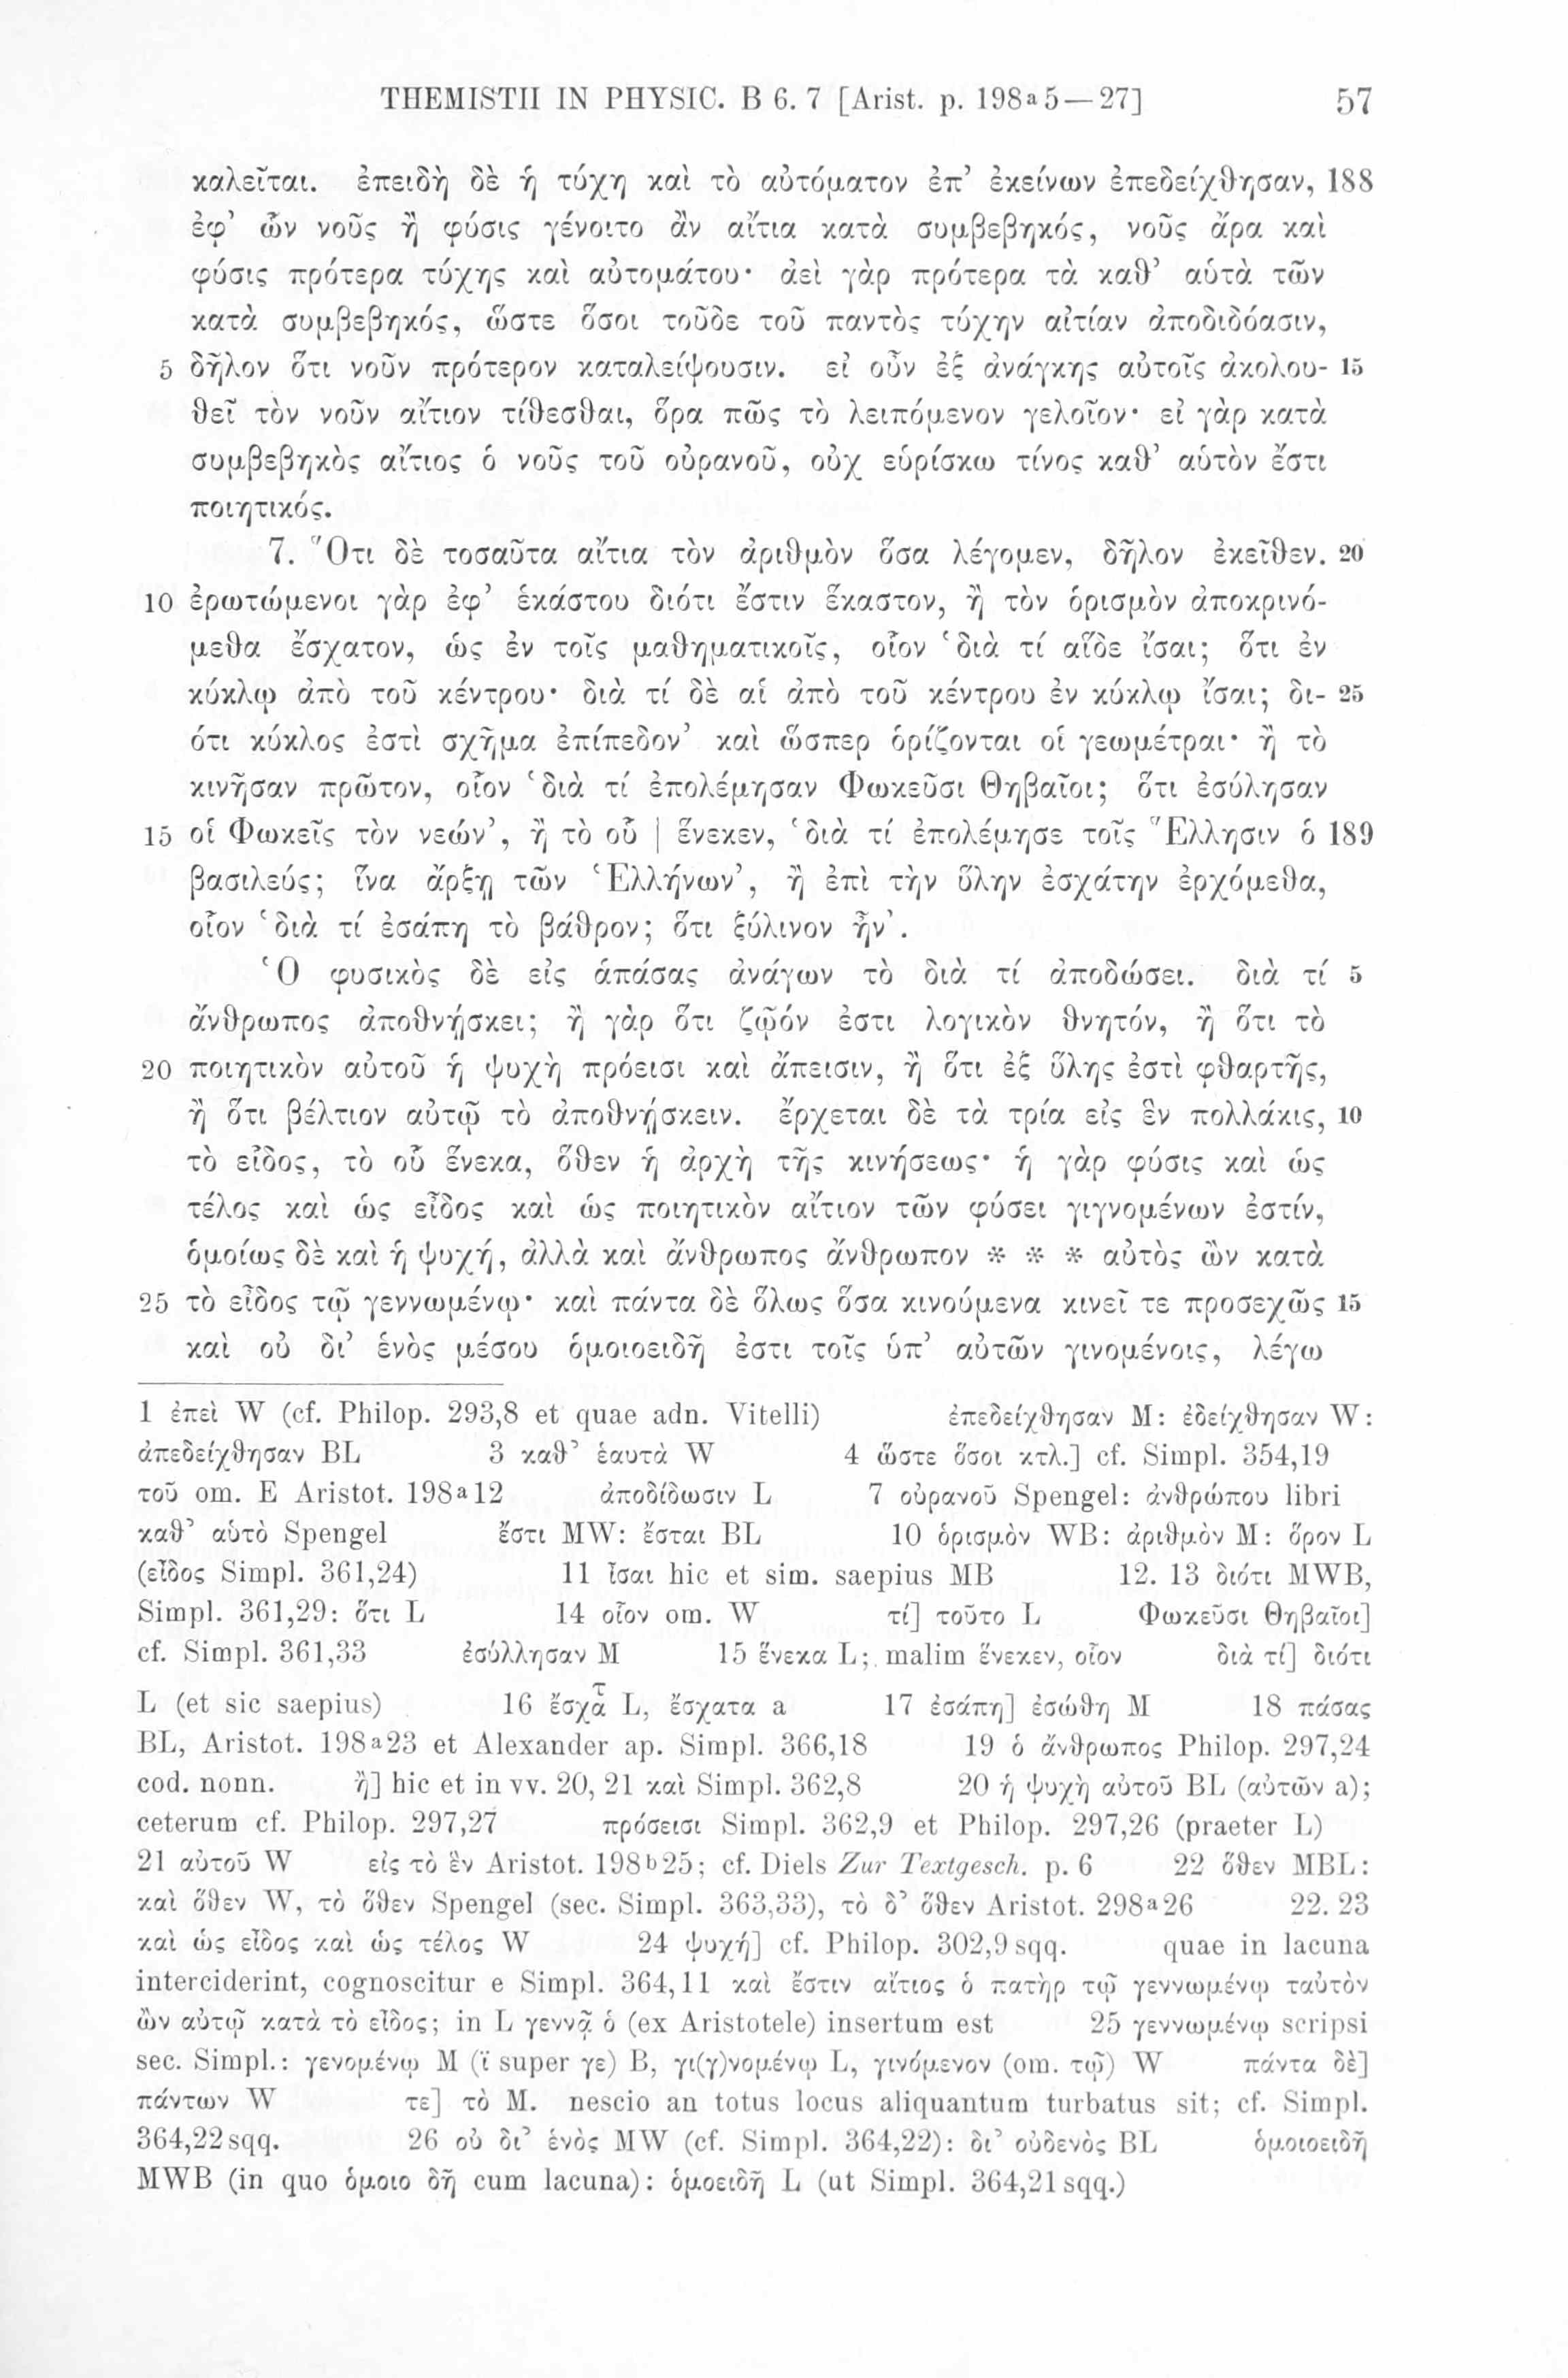 THEMISTII IN PHYSIC. B 6. 7 [Arist. p. 198ᵃ5—27] 57
καλεῖται. ἐπειδὴ δὲ ἡ τύχη καὶ τὸ αὐτόματον ἐπ’ ἐκείνων ἐπεδείχθησαν, 188
ἐφ’ ὧν νοῦς ἢ φύσις γένοιτο ἂν αἴτια κατὰ συμβεβηκός, νοῦς ἄρα καὶ
φύσις πρότερα τύχης καὶ αὐτομάτου· ἀεὶ γὰρ πρότερα τὰ καθ’ αὑτὰ τῶν
κατὰ συμβεβηκός, ὥστε ὅσοι τοῦδε τοῦ παντὸς τύχην αἰτίαν ἀποδιδόασιν,
5 δῆλον ὅτι νοῦν πρότερον καταλείψουσιν. εἰ οὖν ἐξ ἀνάγκης αὐτοῖς ἀκολου- 15
θεῖ τὸν νοῦν αἴτιον τίθεσθαι, ὅρα πῶς τὸ λειπόμενον γελοῖον· εἰ γὰρ κατὰ
συμβεβηκὸς αἴτιος ὁ νοῦς τοῦ οὐρανοῦ, οὐχ εὑρίσκω τίνος καθ’ αὑτὸν ἔστι
ποιητικός.
7. Ὅτι δὲ τοσαῦτα αἴτια τὸν ἀριθμὸν ὅσα λέγομεν, δῆλον ἐκεῖθεν. 20
10 ἐρωτώμενοι γὰρ ἐφ’ ἑκάστου διότι ἔστιν ἕκαστον, ἢ τὸν ὁρισμὸν ἀποκρινό-
μεθα ἔσχατον, ὡς ἐν τοῖς μαθηματικοῖς, οἷον ‘διὰ τί αἵδε ἴσαι; ὅτι ἐν
κύκλῳ ἀπὸ τοῦ κέντρου· διὰ τί δὲ αἱ ἀπὸ τοῦ κέντρου ἐν κύκλῳ ἴσαι; δι- 25
ότι κύκλος ἐστὶ σχῆμα ἐπίπεδον’ καὶ ὥσπερ ὁρίζονται οἱ γεωμέτραι· ἢ τὸ
κινῆσαν πρῶτον, οἷον ‘διὰ τί ἐπολέμησαν Φωκεῦσι Θηβαῖοι; ὅτι ἐσύλησαν
15 οἱ Φωκεῖς τὸν νεών’, ἢ τὸ οὗ | ἕνεκεν, ‘διὰ τί ἐπολέμησε τοῖς Ἕλλησιν ὁ 189
βασιλεύς; ἵνα ἄρξῃ τῶν Ἑλλήνων’, ἢ ἐπὶ τὴν ὕλην ἐσχάτην ἐρχόμεθα,
οἷον ‘διὰ τί ἐσάπη τὸ βάθρον; ὅτι ξύλινον ἦν’.
Ὁ φυσικὸς δὲ εἰς ἁπάσας ἀνάγων τὸ διὰ τί ἀποδώσει. διὰ τί 5
ἄνθρωπος ἀποθνῄσκει; ἢ γὰρ ὅτι ζῷόν ἐστι λογικὸν θνητόν, ἢ ὅτι τὸ
20 ποιητικὸν αὐτοῦ ἡ ψυχὴ πρόεισι καὶ ἄπεισιν, ἢ ὅτι ἐξ ὕλης ἐστὶ φθαρτῆς,
ἢ ὅτι βέλτιον αὐτῷ τὸ ἀποθνῄσκειν. ἔρχεται δὲ τὰ τρία εἰς ἓν πολλάκις, 10
τὸ εἶδος, τὸ οὗ ἕνεκα, ὅθεν ἡ ἀρχὴ τῆς κινήσεως· ἡ γὰρ φύσις καὶ ὡς
τέλος καὶ ὡς εἶδος καὶ ὡς ποιητικὸν αἴτιον τῶν φύσει γιγνομένων ἐστίν,
ὁμοίως δὲ καὶ ἡ ψυχή, ἀλλὰ καὶ ἄνθρωπος ἄνθρωπον * * * αὐτὸς ὢν κατὰ
25 τὸ εἶδος τῷ γεννωμένῳ· καὶ πάντα δὲ ὅλως ὅσα κινούμενα κινεῖ τε προσεχῶς 15
καὶ οὐ δι’ ἑνὸς μέσου ὁμοιοειδῆ ἐστι τοῖς ὑπ’ αὐτῶν γινομένοις, λέγω
1 ἐπεὶ W (cf. Philop. 293,8 et quae adn. Vitelli) ἐπεδείχθησαν M: ἐδείχθησαν W:
ἀπεδείχθησαν BL 3 καθ’ ἑαυτὰ W 4 ὥστε ὅσοι κτλ.] cf. Simpl. 354,19
τοῦ om. E Aristot. 198ᵃ12 ἀποδίδωσιν L 7 οὐρανοῦ Spengel: ἀνθρώπου libri
καθ’ αὑτὸ Spengel ἔστι MW: ἔσται BL 10 ὁρισμὸν WB: ἀριθμὸν M: ὅρον L
(εἶδος Simpl. 361,24) 11 ἶσαι hic et sim. saepius MB 12. 13 διότι MWB,
Simpl. 361,29: ὅτι L 14 οἷον om. W τί] τοῦτο L Φωκεῦσι Θηβαῖοι]
cf. Simpl. 361,33 ἐσύλλησαν M 15 ἕνεκα L; malim ἕνεκεν, οἷον διὰ τί] διότι
L (et sic saepius) 16 ἔσχαͭ L, ἔσχατα a 17 ἐσάπη] ἐσώθη M 18 πάσας
BL, Aristot. 198ᵃ23 et Alexander ap. Simpl. 366,18 19 ὁ ἄνθρωπος Philop. 297,24
cod. nonn. ἢ] hic et in vv. 20, 21 καὶ Simpl. 362,8 20 ἡ ψυχὴ αὐτοῦ BL (αὐτῶν a);
ceterum cf. Philop. 297,27 πρόσεισι Simpl. 362,9 et Philop. 297,26 (praeter L)
21 αὐτοῦ W εἰς τὸ ἓν Aristot. 198ᵇ25; cf. Diels Zur Textgesch. p. 6 22 ὅθεν MBL:
καὶ ὅθεν W, τὸ ὅθεν Spengel (sec. Simpl. 363,33), τὸ δ’ ὅθεν Aristot. 298ᵃ26 22. 23
καὶ ὡς εἶδος καὶ ὡς τέλος W 24 ψυχή] cf. Philop. 302,9 sqq. quae in lacuna
interciderint, cognoscitur e Simpl. 364,11 καὶ ἔστιν αἴτιος ὁ πατὴρ τῷ γεννωμένῳ ταὐτὸν
ὢν αὐτῷ κατὰ τὸ εἶδος; in L γεννᾷ ὁ (ex Aristotele) insertum est 25 γεννωμένῳ scripsi
sec. Simpl.: γενομένῳ M (ϊ super γε) B, γι(γ)νομένῳ L, γινόμενον (om. τῷ) W πάντα δὲ]
πάντων W τε] τὸ M. nescio an totus locus aliquantum turbatus sit; cf. Simpl.
364,22 sqq. 26 οὐ δι’ ἑνὸς MW (cf. Simpl. 364,22): δι’ οὐδενὸς BL ὁμοιοειδῆ
MWB (in quo ὁμοιο δῆ cum lacuna): ὁμοειδῆ L (ut Simpl. 364,21 sqq.)